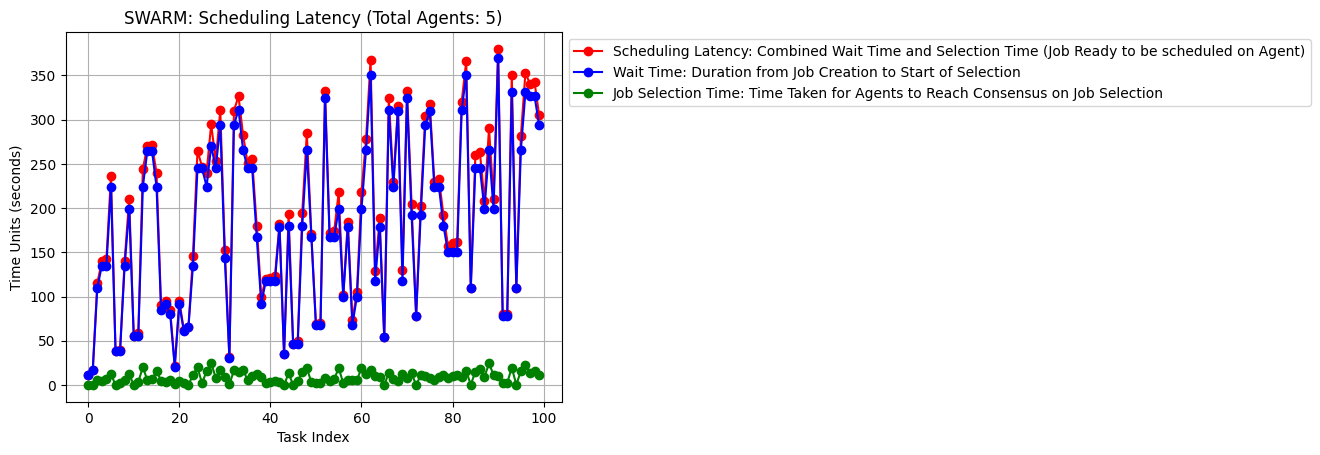 SWARM: Scheduling Latency (Total Agents: 5)
Scheduling Latency: Combined Wait Time and Selection Time (Job Ready to be scheduled on Agent)
Wait Time: Duration from Job Creation to Start of Selection
Job Selection Time: Time Taken for Agents to Reach Consensus on Job Selection
Time Units (seconds)
350
300
250
200
150
100
50
0
0 20 40 60 80 100
Task Index